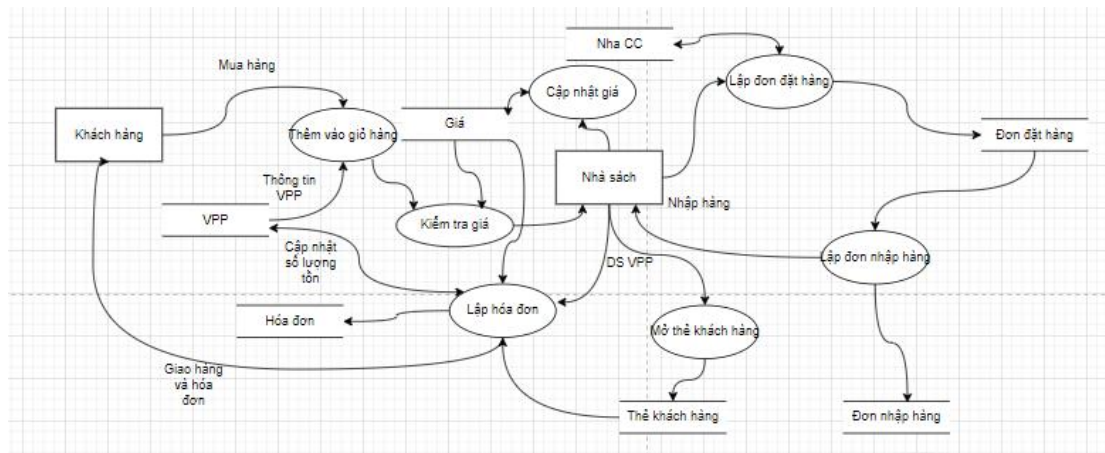 Nha CC
Mua hàng
Cập nhật giá
Lập đơn đặt hàng
Khách hàng
Thêm vào giỏ hàng
Giá
Đơn đặt hàng
Nhà sách
Thông tin
VPP
Nhập hàng
VPP
Kiểm tra giá
Cập nhật
số lượng
tồn
DS VPP
Lập đơn nhập hàng
Lập hóa đơn
Hóa đơn
Mở thẻ khách hàng
Giao hàng
và hóa
đơn
Thẻ khách hàng
Đơn nhập hàng